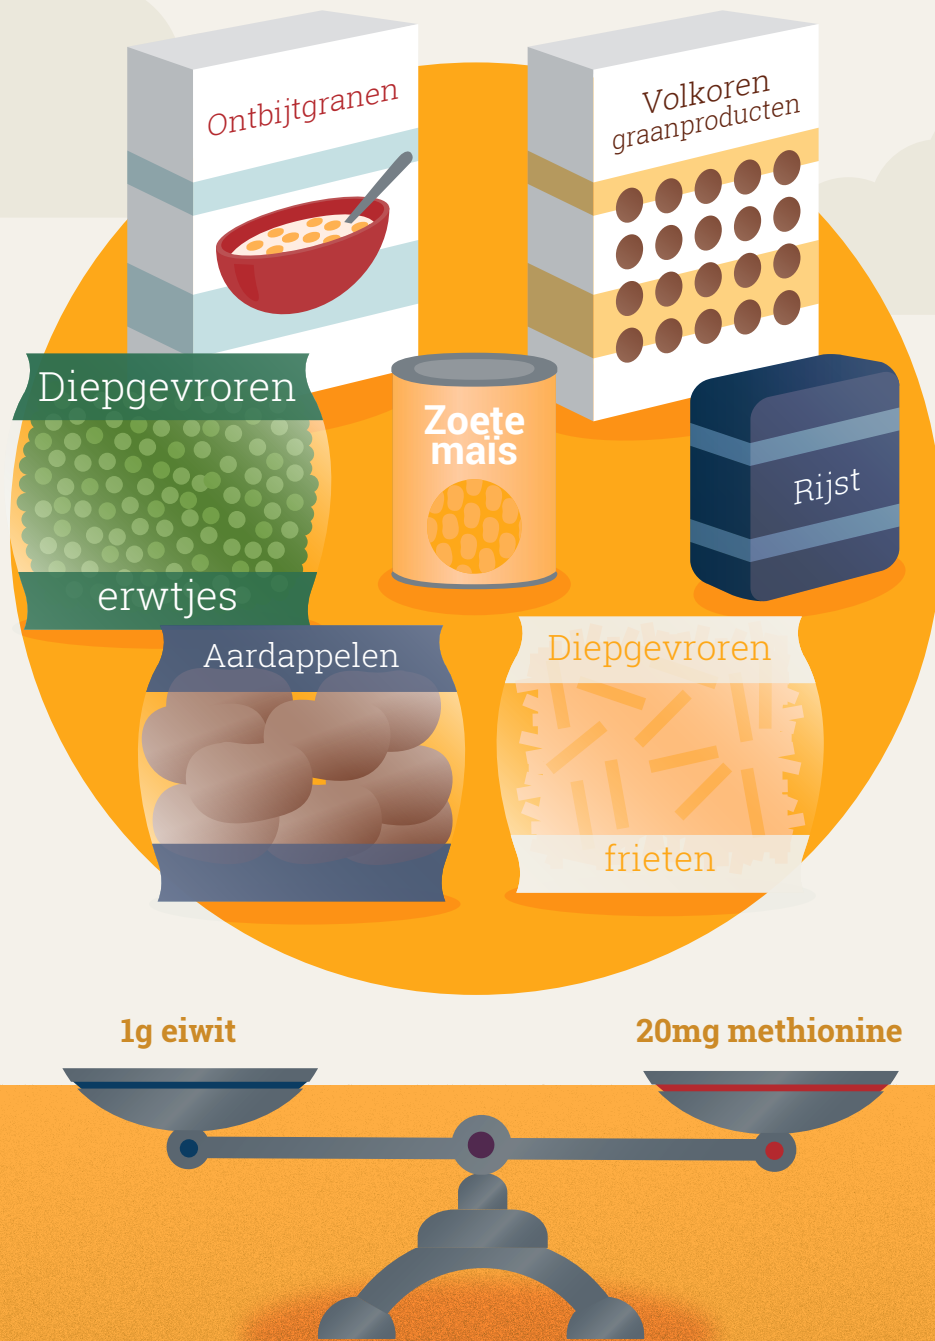 Ontbijtgranen
Volkoren
graanproducten
Diepgevroren
erwtjes
Zoete
maïs
Rijst
Aardappelen
Diepgevroren
frieten
1g eiwit
20mg methionine